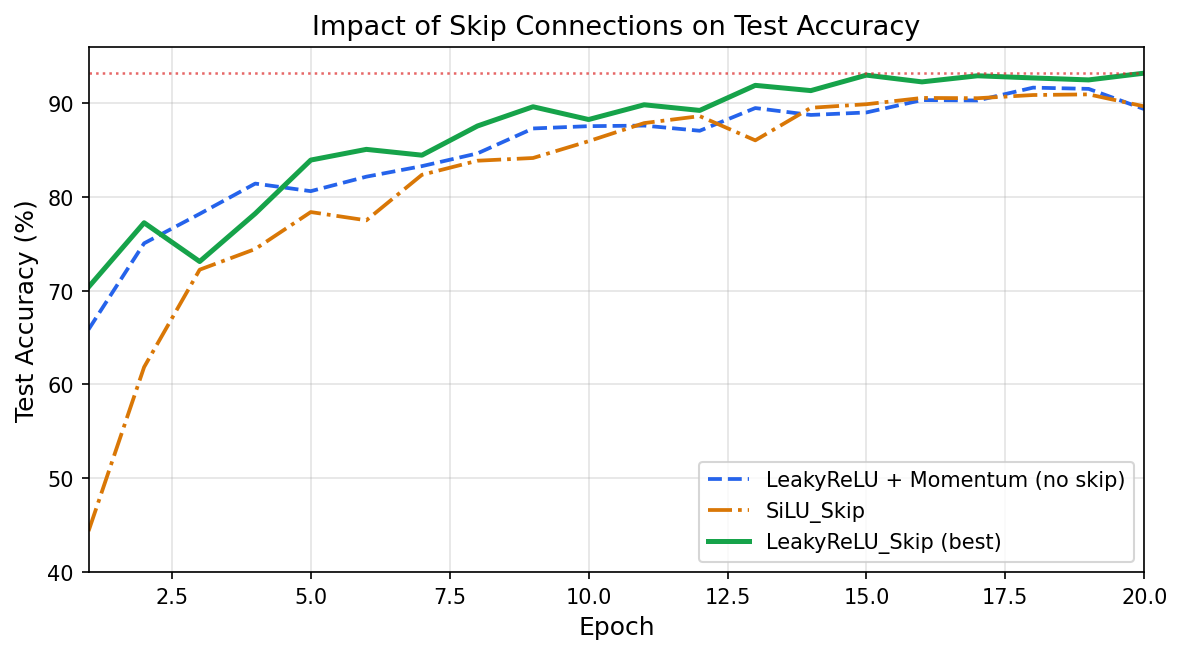 Impact of Skip Connections on Test Accuracy
Test Accuracy (%)
90
80
70
60
50
40
LeakyReLU + Momentum (no skip)
SiLU_Skip
LeakyReLU_Skip (best)
2.5 5.0 7.5 10.0 12.5 15.0 17.5 20.0
Epoch